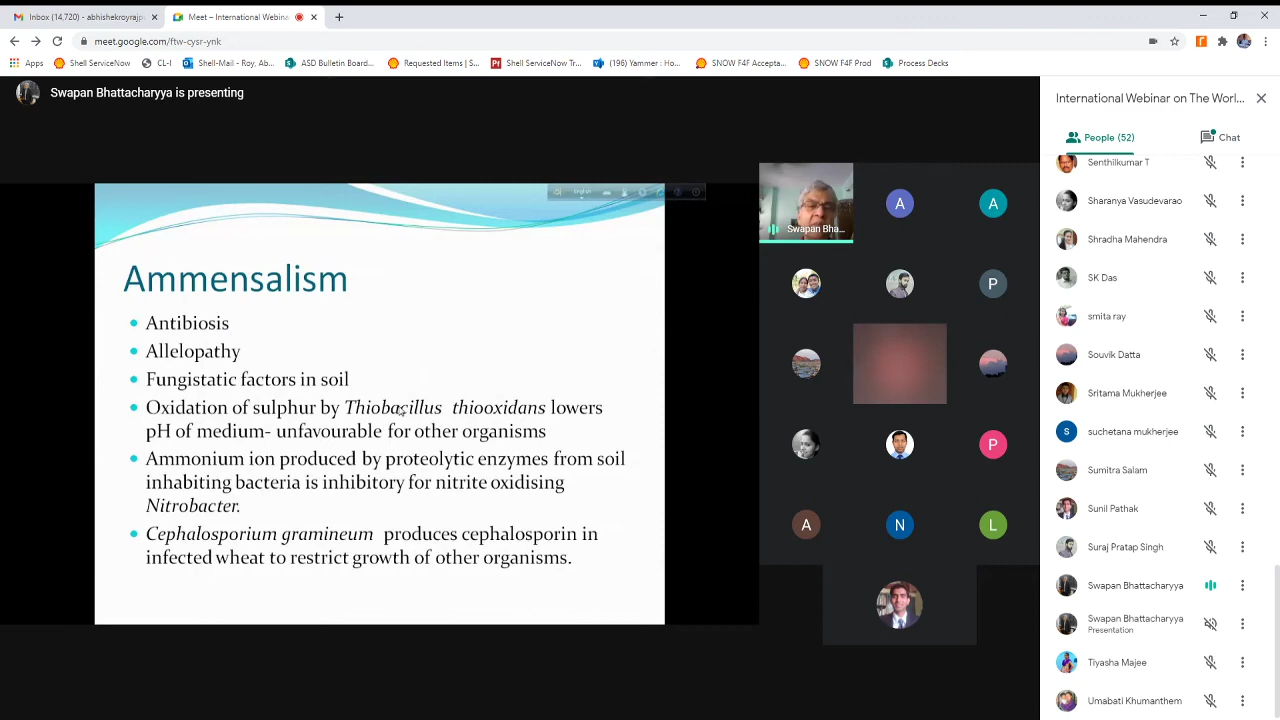 Inbox (14,720) - abhishekroyrajp
Meet – International Webina
meet.google.com/ftw-cysr-ynk
Apps
Shell ServiceNow
CL-I
Shell-Mail - Roy, Ab...
ASD Bulletin Board...
Requested Items | S...
Shell ServiceNow Tr...
(196) Yammer : Ho...
SNOW F4F Accepta...
SNOW F4F Prod
Process Decks
Swapan Bhattacharyya is presenting
English
Ammensalism
Antibiosis
Allelopathy
Fungistatic factors in soil
Oxidation of sulphur by Thiobacillus thiooxidans lowers
pH of medium- unfavourable for other organisms
Ammonium ion produced by proteolytic enzymes from soil
inhabiting bacteria is inhibitory for nitrite oxidising
Nitrobacter.
Cephalosporium gramineum produces cephalosporin in
infected wheat to restrict growth of other organisms.
Swapan Bha...
A
A
P
P
A
N
L
International Webinar on The Worl...
People (52)
Chat
Senthilkumar T
Sharanya Vasudevarao
Shradha Mahendra
SK Das
smita ray
Souvik Datta
Sritama Mukherjee
S
suchetana mukherjee
Sumitra Salam
Sunil Pathak
Suraj Pratap Singh
Swapan Bhattacharyya
Swapan Bhattacharyya
Presentation
Tiyasha Majee
Umabati Khumanthem